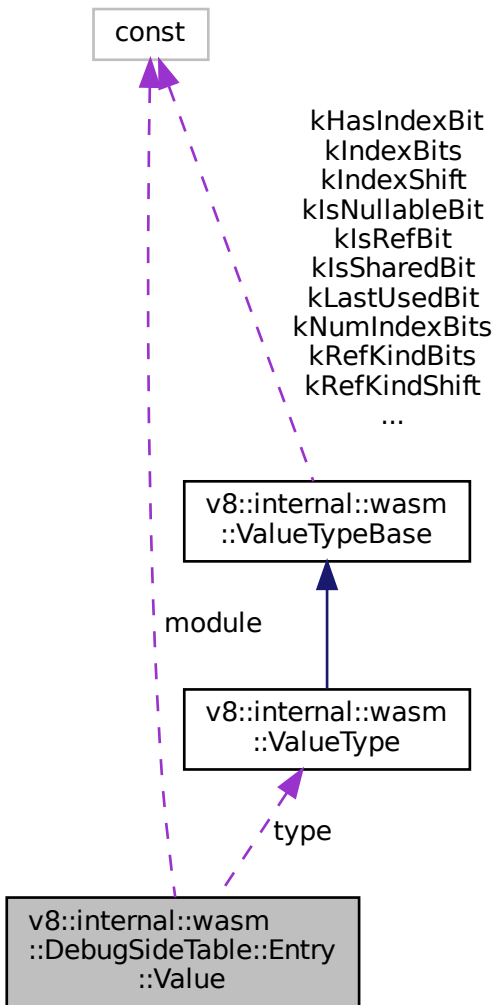 const
kHasIndexBit
kIndexBits
kIndexShift
kIsNullableBit
kIsRefBit
kIsSharedBit
kLastUsedBit
kNumIndexBits
kRefKindBits
kRefKindShift
...
v8::internal::wasm
::ValueTypeBase
module
v8::internal::wasm
::ValueType
type
v8::internal::wasm
::DebugSideTable::Entry
::Value